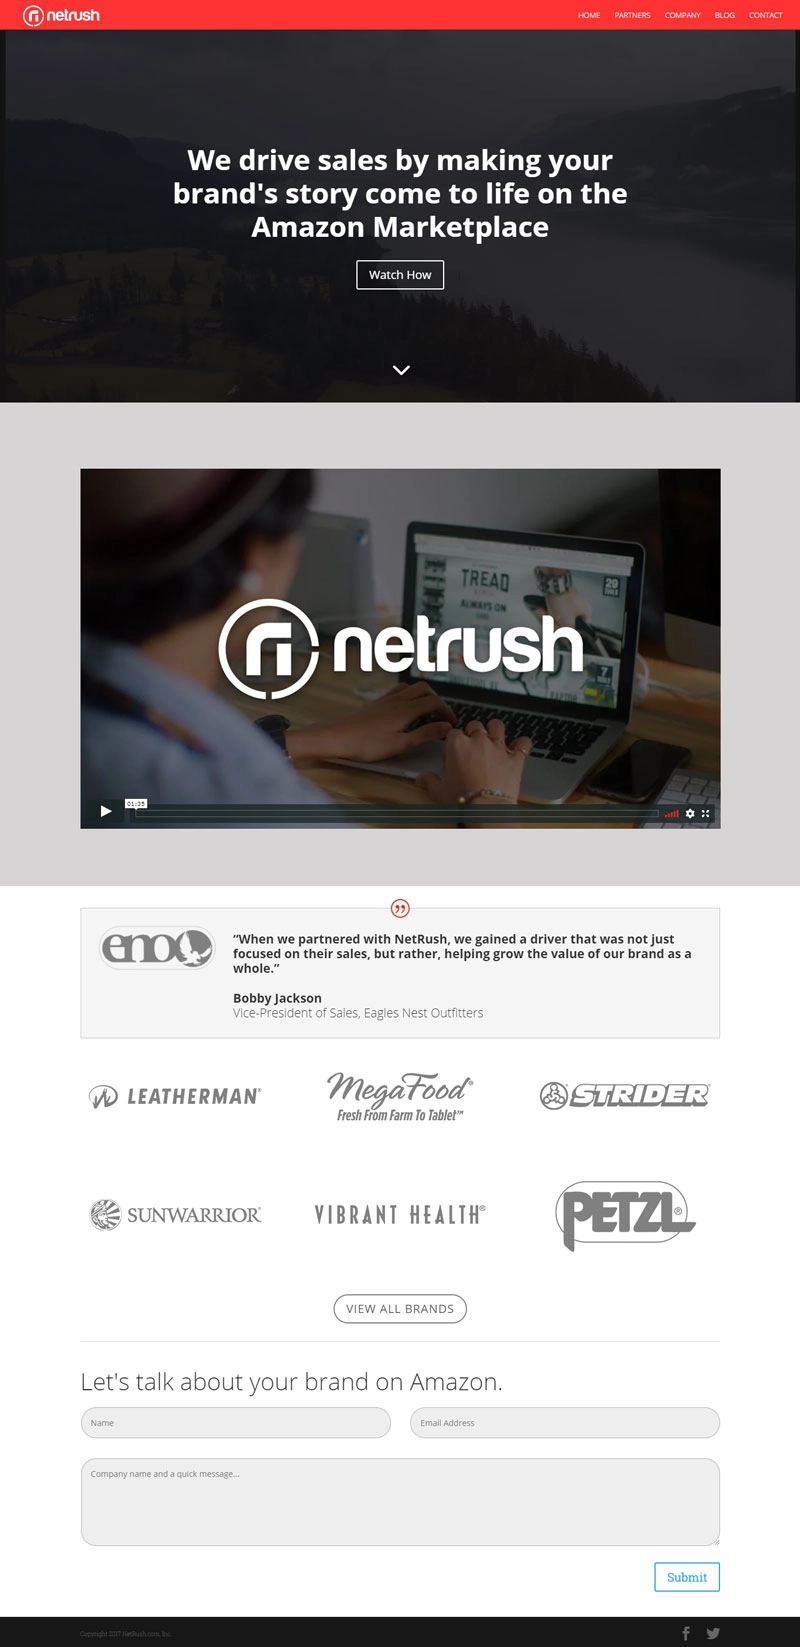 netrush
HOME PARTNERS COMPANY BLOG CONTACT
We drive sales by making your
brand's story come to life on the
Amazon Marketplace
Watch How
TREAD
ALWAYS ON
29
7
netrush
01:35
“When we partnered with NetRush, we gained a driver that was not just
focused on their sales, but rather, helping grow the value of our brand as a
whole.”
eno
Bobby Jackson
Vice-President of Sales, Eagles Nest Outfitters
LEATHERMAN®
MegaFood®
Fresh From Farm To Tablet™
STRIDER®
SUNWARRIOR®
VIBRANT HEALTH®
PETZL®
VIEW ALL BRANDS
Let's talk about your brand on Amazon.
Name
Email Address
Company name and a quick message...
Submit
Copyright 2017 NetRush.com, Inc.